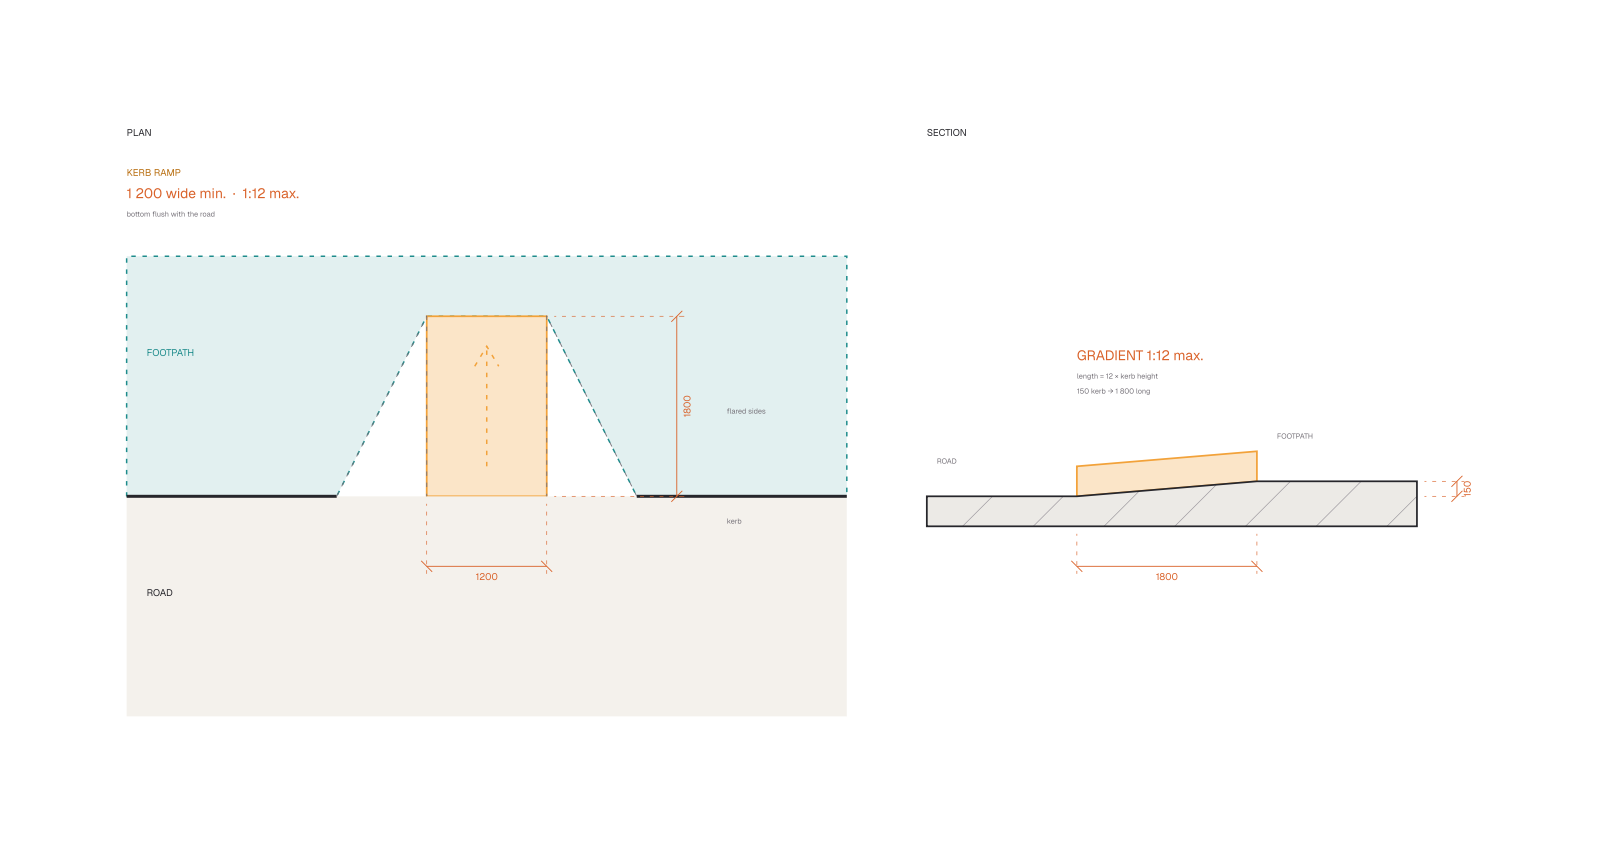 PLAN
KERB RAMP
1 200 wide min. · 1:12 max.
bottom flush with the road
FOOTPATH
1800
flared sides
kerb
1200
ROAD
SECTION
GRADIENT 1:12 max.
length = 12 × kerb height
150 kerb → 1 800 long
FOOTPATH
ROAD
150
1800